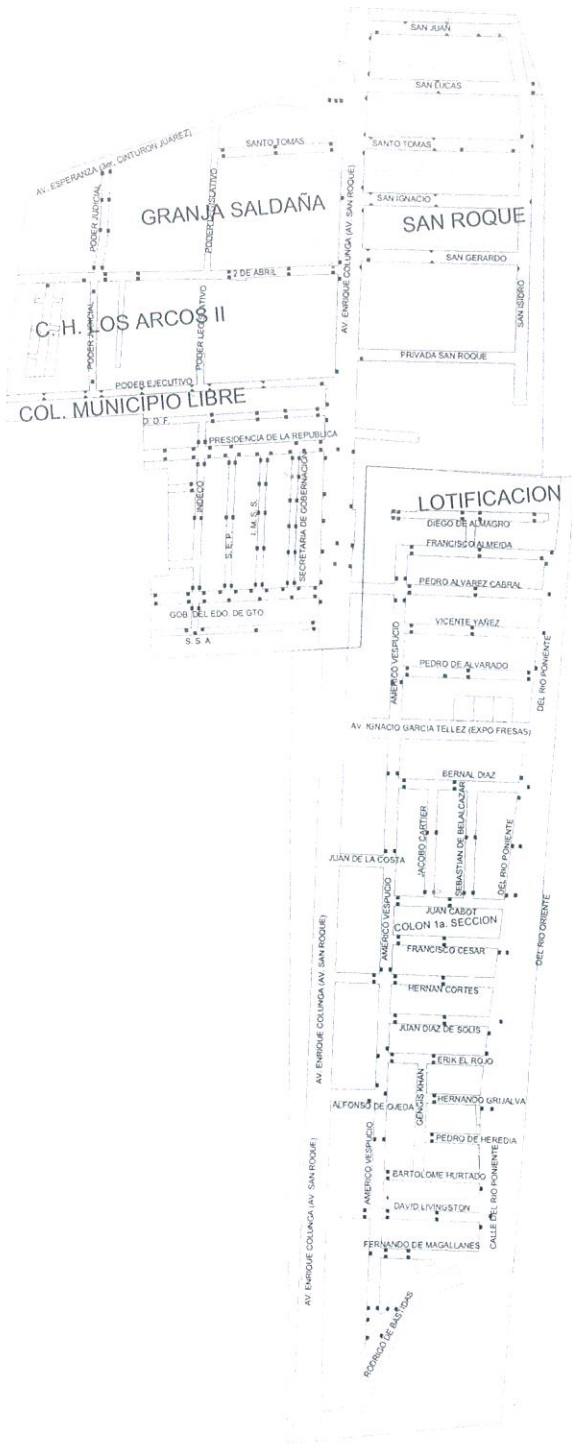 SAN JUAN
SAN LUCAS
AV. ESPERANZA (Mk. CINTURON JUAREZ)
SANTO TOMAS
SANTO TOMAS
PODER JUDICIAL
PODER LEGISLATIVO
GRANJA SALDAÑA
AV. ENRIQUE COLUNGA (AV. SAN ROQUE)
SAN IGNACIO
SAN ROQUE
SAN GERARDO
2 DE ABRIL
SAN ISIDRO
C. H. LOS ARCOS II
PODER JUDICIAL
PODER LEGISLATIVO
PRIVADA SAN ROQUE
PODER EJECUTIVO
COL. MUNICIPIO LIBRE
D. D. F.
PRESIDENCIA DE LA REPUBLICA
INDECO
S. E. P.
I. M. S. S.
SECRETARIA DE GOBERNACION
LOTIFICACION
DIEGO DE ALMAGRO
FRANCISCO ALMEIDA
PEDRO ALVAREZ CABRAL
GOB. DEL EDO. DE GTO
S. S. A
VICENTE YAÑEZ
AMERICO VESPUCIO
PEDRO DE ALVARADO
DEL RIO PONIENTE
AV. IGNACIO GARCIA TELLEZ (EXPO FRESAS)
BERNAL DIAZ
JACOBO CARTIER
SEBASTIAN DE BELALCAZAR
DEL RIO PONIENTE
JUAN DE LA COSTA
JUAN CABOT
COLON 1a. SECCION
AMERICO VESPUCIO
FRANCISCO CESAR
DEL RIO ORIENTE
AV. ENRIQUE COLUNGA (AV. SAN ROQUE)
HERNAN CORTES
JUAN DIAZ DE SOLIS
ERIK EL ROJO
GENGIS KHAN
ALFONSO DE OJEDA
HERNANDO GRIJALVA
PEDRO DE HEREDIA
AMERICO VESPUCIO
BARTOLOME HURTADO
CALLE DEL RIO PONIENTE
DAVID LIVINGSTON
AV. ENRIQUE COLUNGA (AV. SAN ROQUE)
FERNANDO DE MAGALLANES
RODRIGO DE BASTIDAS